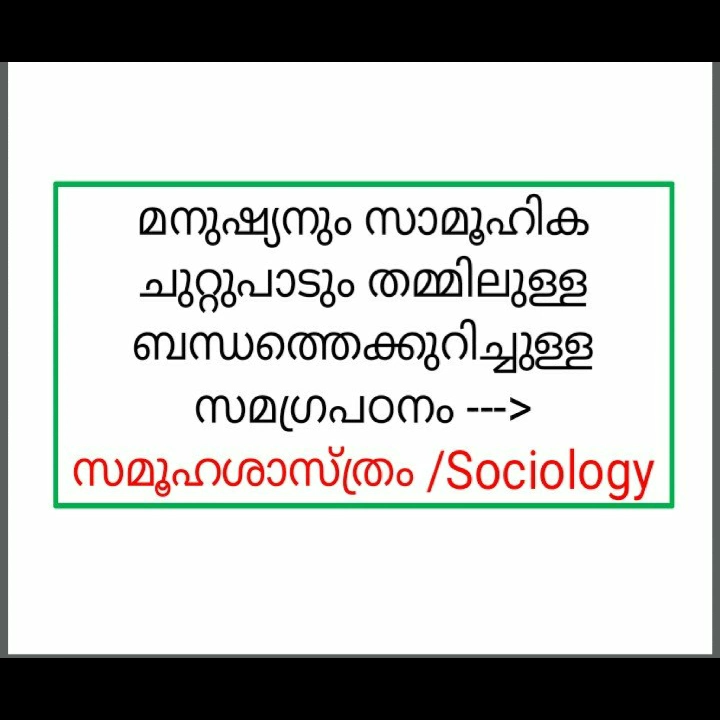 മനുഷ്യനും സാമൂഹിക
ചുറ്റുപാടും തമ്മിലുള്ള
ബന്ധത്തെക്കുറിച്ചുള്ള
സമഗ്രപഠനം --->
സമൂഹശാസ്ത്രം /Sociology